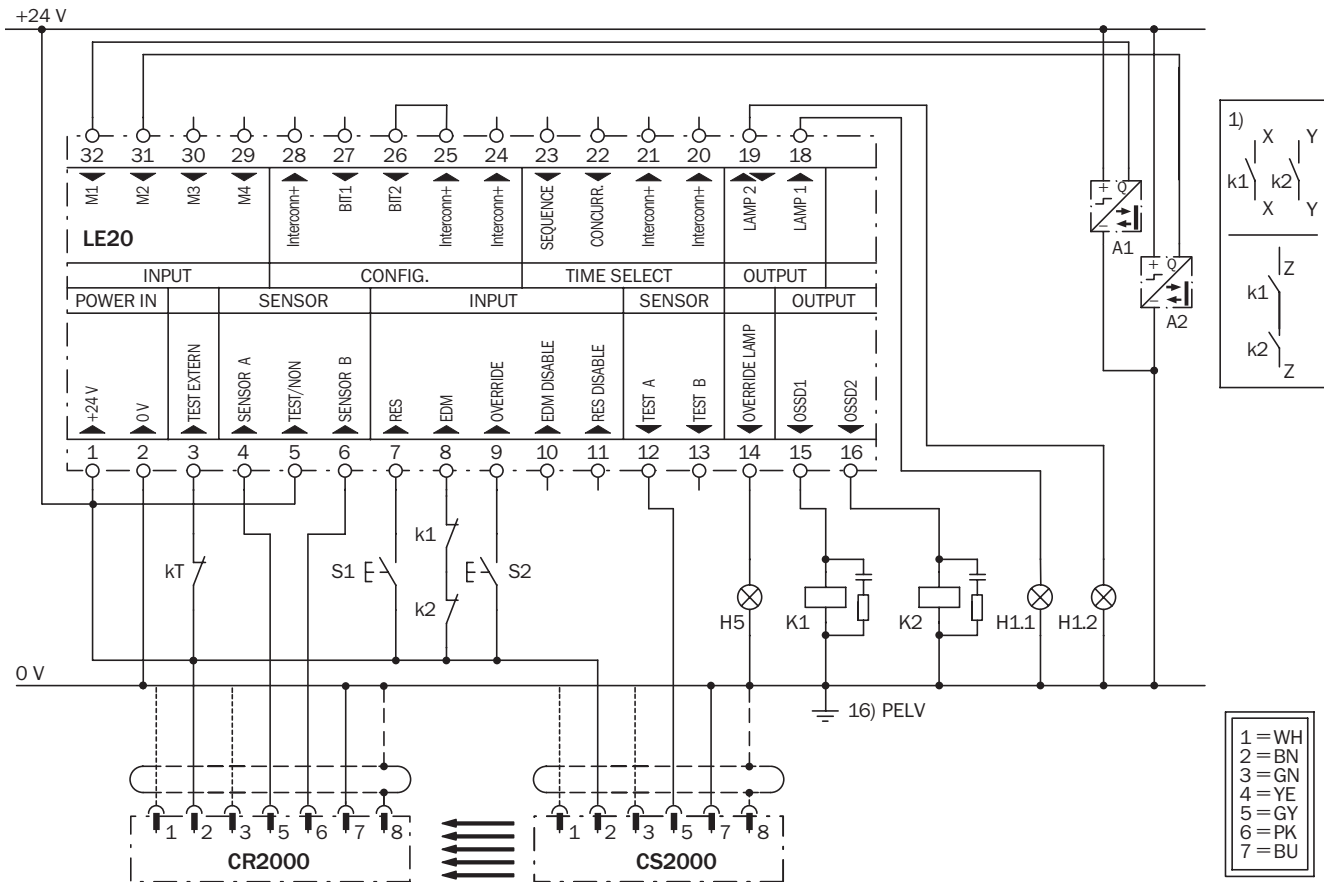 +24 V
32 31 30 29 28 27 26 25 24 23 22 21 20 19 18
M1 M2 M3 M4 Interconn+ BIT1 BIT2 Interconn+ Interconn+ SEQUENCE CONCURR. Interconn+ Interconn+ LAMP 2 LAMP 1
LE20
INPUT CONFIG. TIME SELECT OUTPUT
POWER IN SENSOR INPUT SENSOR OUTPUT
+24 V 0 V TEST EXTERN SENSOR A TEST/NON SENSOR B RES EDM OVERRIDE EDM DISABLE RES DISABLE TEST A TEST B OVERRIDE LAMP OSSD1 OSSD2
1 2 3 4 5 6 7 8 9 10 11 12 13 14 15 16
+ Q
−
A1
+ Q
−
A2
1)
X Y
k1 k2
X Y
Z
k1
k2
Z
kT S1 k1 S2
k2
H5 K1 K2 H1.1 H1.2
0 V
16) PELV
1 2 3 5 6 7 8
CR2000
1 2 3 5 7 8
CS2000
1 = WH
2 = BN
3 = GN
4 = YE
5 = GY
6 = PK
7 = BU